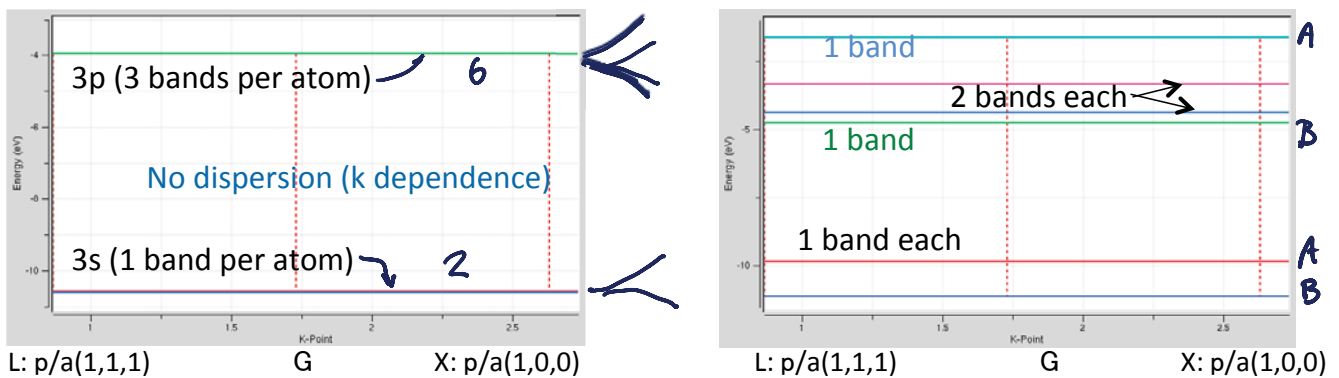 -4
3p (3 bands per atom)
6
-6
Energy (eV)
No dispersion (k dependence)
-8
3s (1 band per atom)
2
-10
1 1.5 2 2.5
K-Point
L: p/a(1,1,1) G X: p/a(1,0,0)
1 band
A
2 bands each
-5
1 band
B
Energy (eV)
1 band each
A
-10
B
1 1.5 2 2.5
K-Point
L: p/a(1,1,1) G X: p/a(1,0,0)